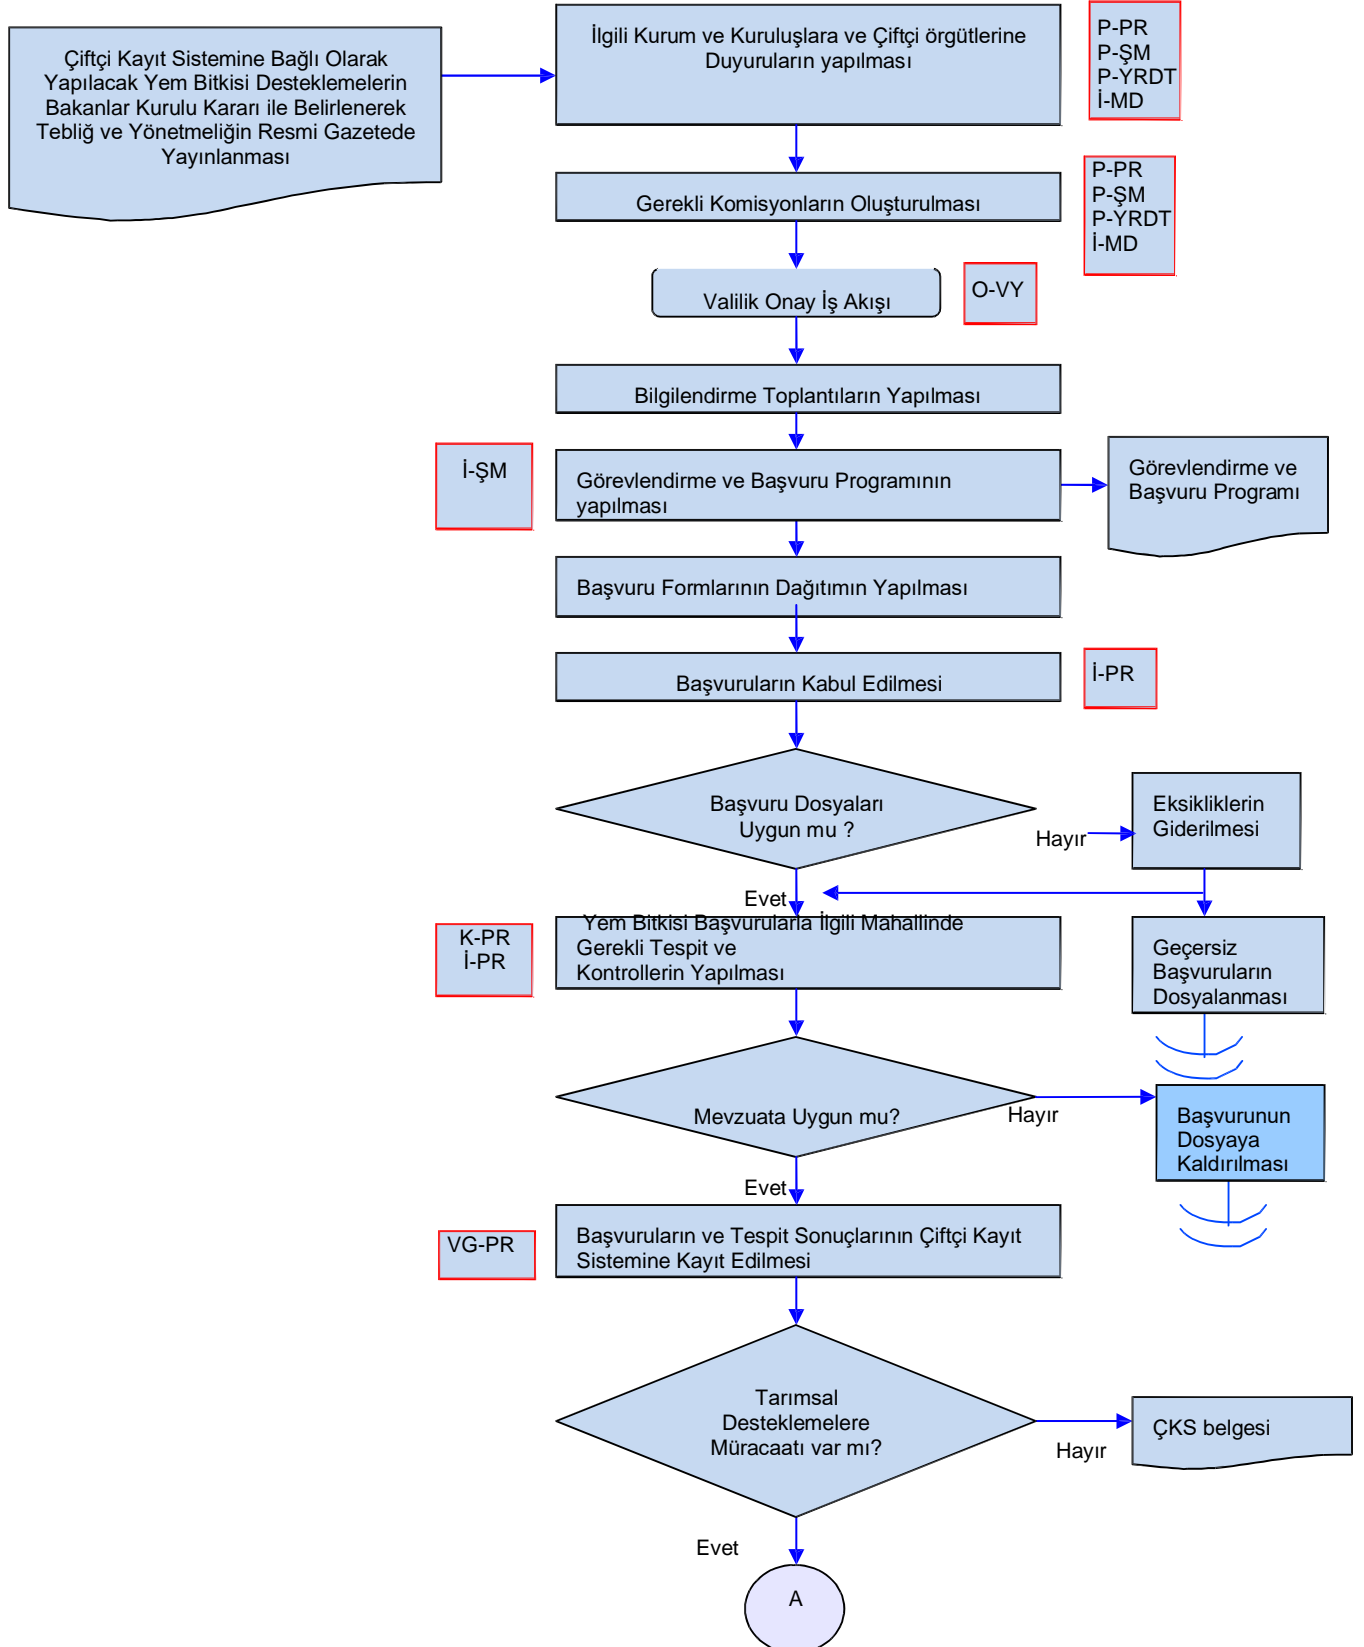 Çiftçi Kayıt Sistemine Bağlı Olarak
Yapılacak Yem Bitkisi Desteklemelerin
Bakanlar Kurulu Kararı ile Belirlenerek
Tebliğ ve Yönetmeliğin Resmi Gazetede
Yayınlanması
İlgili Kurum ve Kuruluşlara ve Çiftçi örgütlerine
Duyuruların yapılması
P-PR
P-ŞM
P-YRDT
İ-MD
Gerekli Komisyonların Oluşturulması
P-PR
P-ŞM
P-YRDT
İ-MD
Valilik Onay İş Akışı
O-VY
Bilgilendirme Toplantıların Yapılması
İ-ŞM
Görevlendirme ve Başvuru Programının
yapılması
Görevlendirme ve
Başvuru Programı
Başvuru Formlarının Dağıtımın Yapılması
Başvuruların Kabul Edilmesi
İ-PR
Başvuru Dosyaları
Uygun mu ?
Hayır
Eksikliklerin
Giderilmesi
Evet
K-PR
İ-PR
Yem Bitkisi Başvurularla İlgili Mahallinde
Gerekli Tespit ve
Kontrollerin Yapılması
Geçersiz
Başvuruların
Dosyalanması
Mevzuata Uygun mu?
Hayır
Başvurunun
Dosyaya
Kaldırılması
Evet
VG-PR
Başvuruların ve Tespit Sonuçlarının Çiftçi Kayıt
Sistemine Kayıt Edilmesi
Tarımsal
Desteklemelere
Müracaatı var mı?
Hayır
ÇKS belgesi
Evet
A